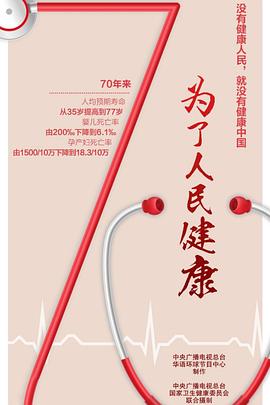 没有健康人民，就没有健康中国
70年来
人均预期寿命
从35岁提高到77岁
婴儿死亡率
由200‰下降到6.1‰
孕产妇死亡率
由1500/10万下降到18.3/10万
为了人民健康
中央广播电视总台
华语环球节目中心
制作
中央广播电视总台
国家卫生健康委员会
联合摄制